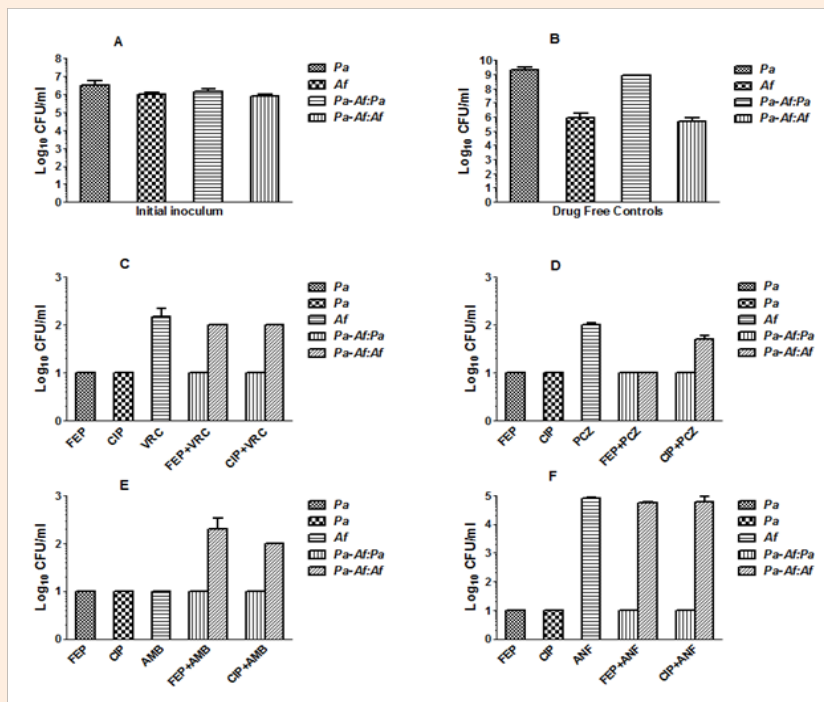 A
Log10 CFU/ml
8
7
6
5
4
3
2
1
0
Initial inoculum
Pa
Af
Pa-Af:Pa
Pa-Af:Af
B
Log10 CFU/ml
10
9
8
7
6
5
4
3
2
1
0
Drug Free Controls
Pa
Af
Pa-Af:Pa
Pa-Af:Af
C
Log10 CFU/ml
3
2
1
0
FEP
CIP
VRC
FEP+VRC
CIP+VRC
Pa
Pa
Af
Pa-Af:Pa
Pa-Af:Af
D
Log10 CFU/ml
3
2
1
0
FEP
CIP
PCZ
FEP+PCZ
CIP+PCZ
Pa
Pa
Af
Pa-Af:Pa
Pa-Af:Af
E
Log10 CFU/ml
3
2
1
0
FEP
CIP
AMB
FEP+AMB
CIP+AMB
Pa
Pa
Af
Pa-Af:Pa
Pa-Af:Af
F
Log10 CFU/ml
5
4
3
2
1
0
FEP
CIP
ANF
FEP+ANF
CIP+ANF
Pa
Pa
Af
Pa-Af:Pa
Pa-Af:Af